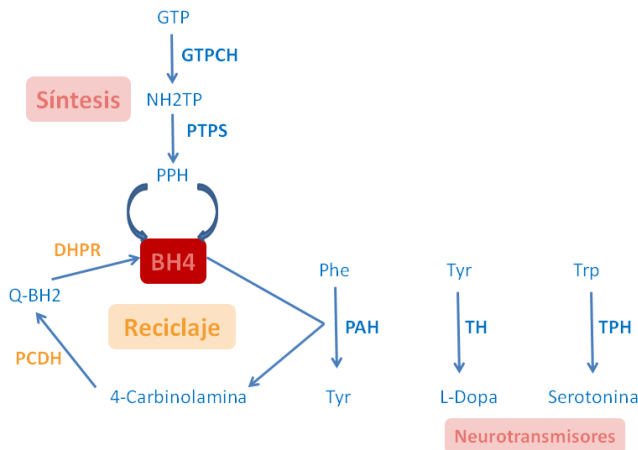 GTP
GTPCH
Síntesis
NH2TP
PTPS
PPH
DHPR
BH4
Phe
Tyr
Trp
Q-BH2
Reciclaje
PAH
TH
TPH
PCDH
4-Carbinolamina
Tyr
L-Dopa
Serotonina
Neurotransmisores